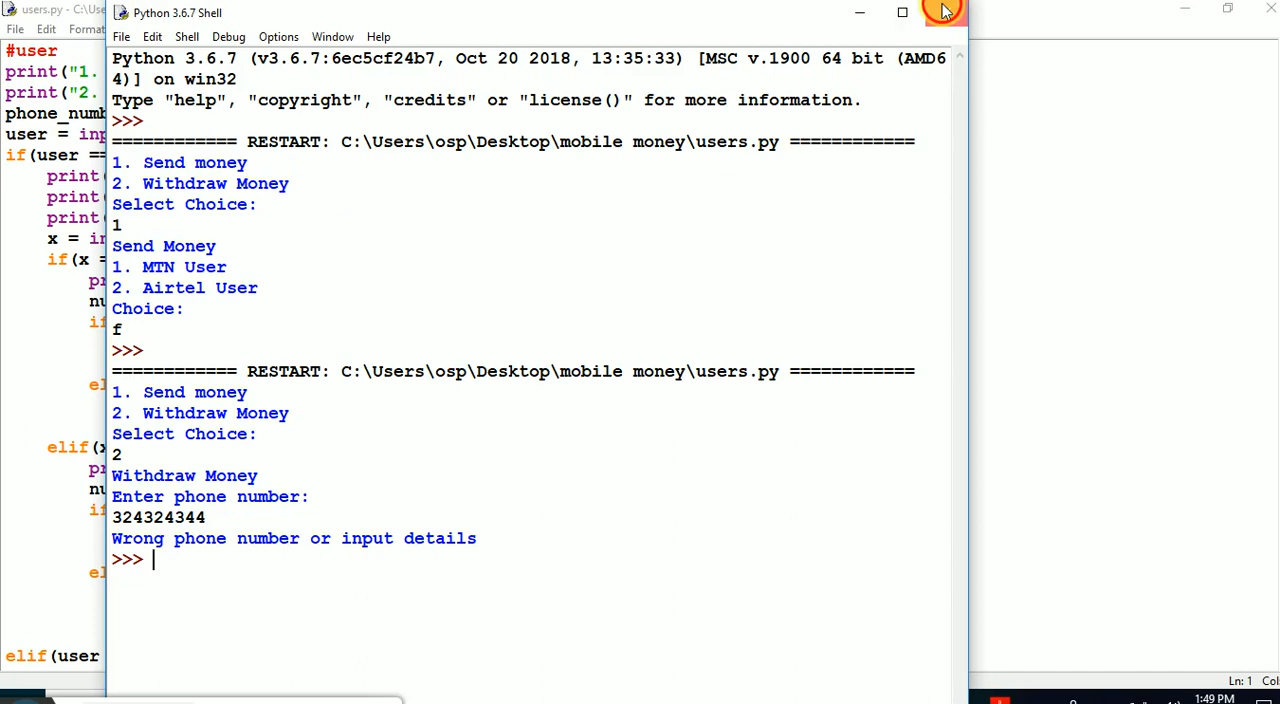 users.py - C:\Use
Python 3.6.7 Shell
File Edit Format
File Edit Shell Debug Options Window Help
#user
print("1.
print("2.
phone_numb
user = inp
if(user ==
print(
print(
print(
x = in
if(x =
pr
nu
if
el
elif(x
pr
nu
if
el
elif(user
Python 3.6.7 (v3.6.7:6ec5cf24b7, Oct 20 2018, 13:35:33) [MSC v.1900 64 bit (AMD6
4)] on win32
Type "help", "copyright", "credits" or "license()" for more information.
>>>
============ RESTART: C:\Users\osp\Desktop\mobile money\users.py ============
1. Send money
2. Withdraw Money
Select Choice:
1
Send Money
1. MTN User
2. Airtel User
Choice:
f
>>>
============ RESTART: C:\Users\osp\Desktop\mobile money\users.py ============
1. Send money
2. Withdraw Money
Select Choice:
2
Withdraw Money
Enter phone number:
324324344
Wrong phone number or input details
>>>
Ln: 1 Col
1:49 PM